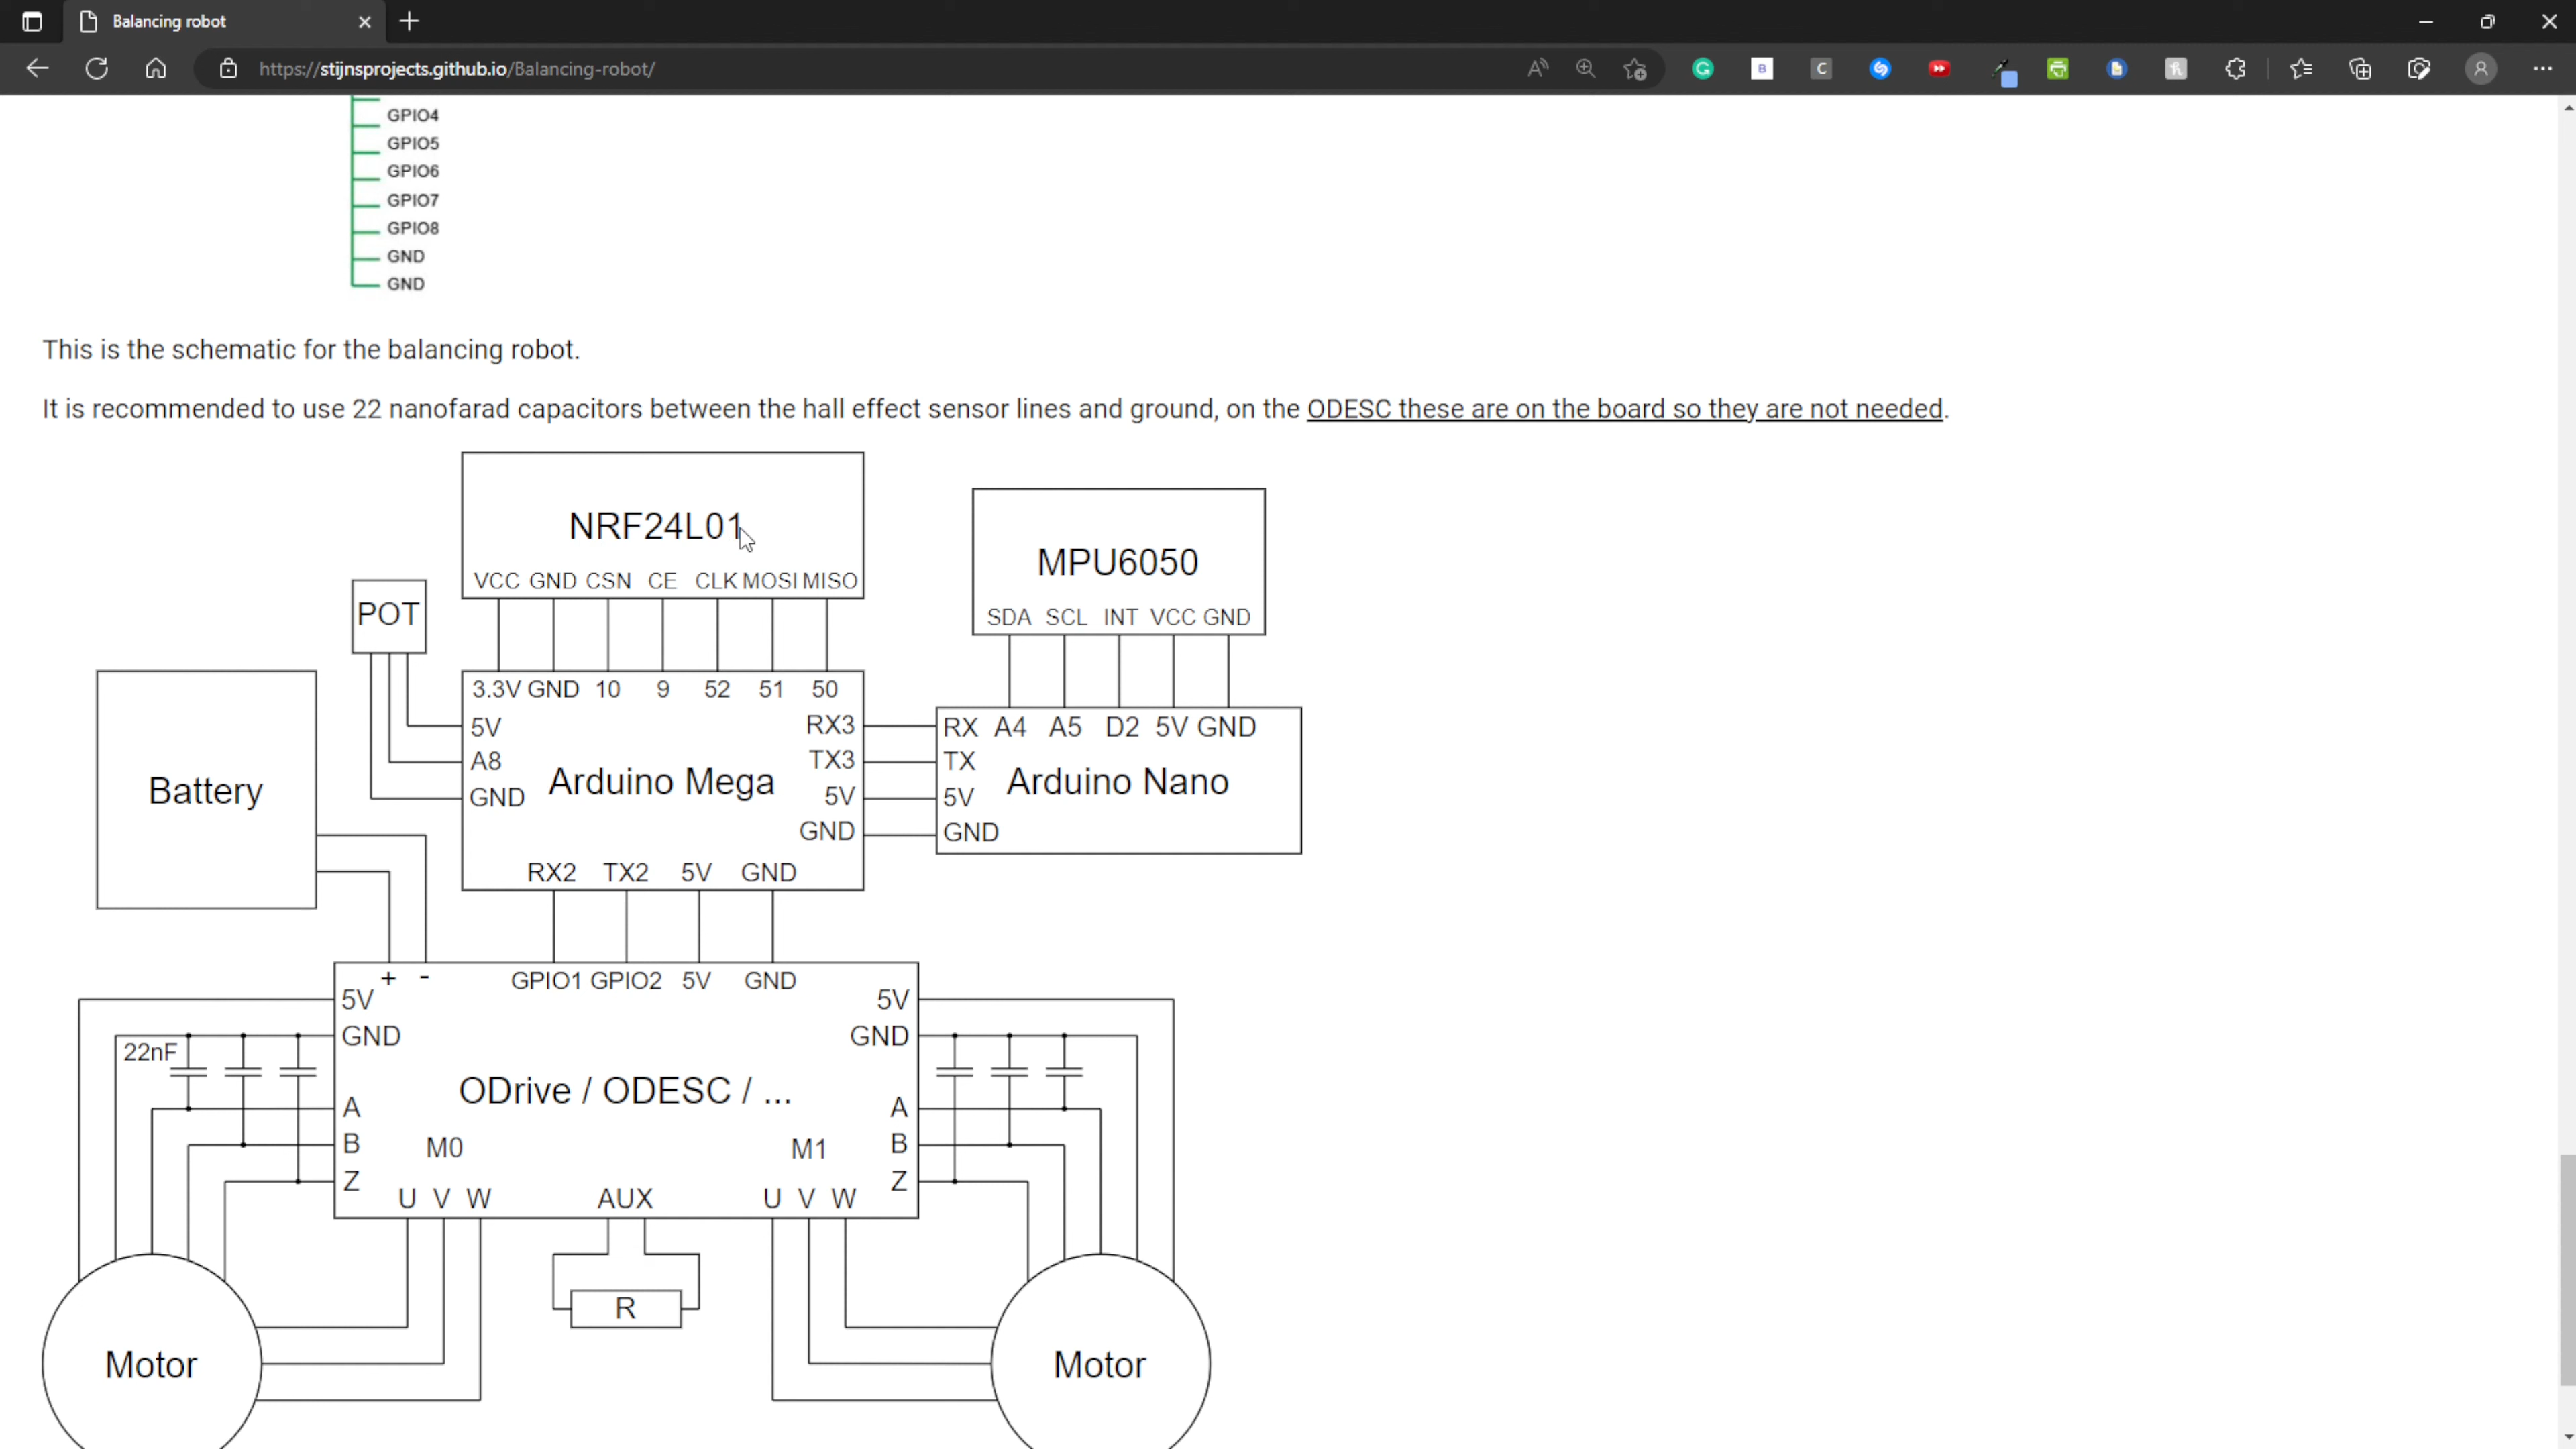 Balancing robot
https://stijnsprojects.github.io/Balancing-robot/
GPIO4
GPIO5
GPIO6
GPIO7
GPIO8
GND
GND
This is the schematic for the balancing robot.
It is recommended to use 22 nanofarad capacitors between the hall effect sensor lines and ground, on the ODESC these are on the board so they are not needed.
NRF24L01
VCC GND CSN CE CLK MOSI MISO
MPU6050
SDA SCL INT VCC GND
POT
3.3V GND 10 9 52 51 50
5V
A8
GND
Arduino Mega
RX3
TX3
5V
GND
RX2 TX2 5V GND
RX A4 A5 D2 5V GND
TX
5V
GND
Arduino Nano
Battery
+ -
GPIO1 GPIO2 5V GND
5V
GND
22nF
A
B
Z
ODrive / ODESC / ...
M0
M1
5V
GND
A
B
Z
U V W
AUX
U V W
R
Motor
Motor